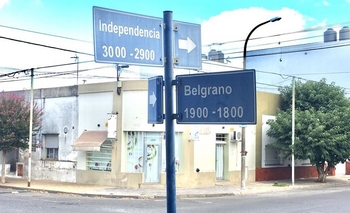 Independencia
3000 - 2900
Belgrano
1900 - 1800